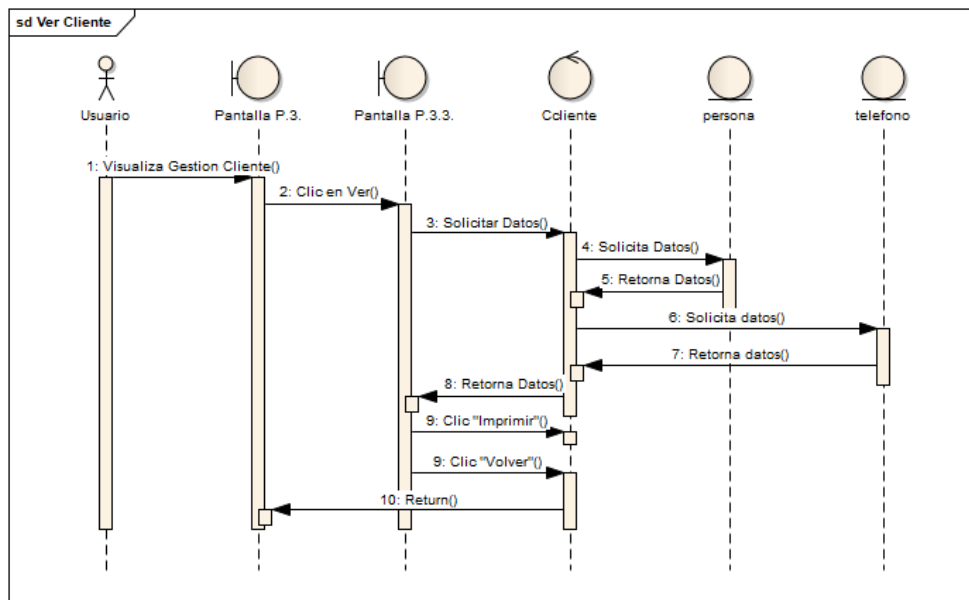 sd Ver Cliente
Usuario
Pantalla P.3.
Pantalla P.3.3.
Ccliente
persona
telefono
1: Visualiza Gestion Cliente()
2: Clic en Ver()
3: Solicitar Datos()
4: Solicita Datos()
5: Retorna Datos()
6: Solicita datos()
7: Retorna datos()
8: Retorna Datos()
9: Clic "Imprimir"()
9: Clic "Volver"()
10: Return()